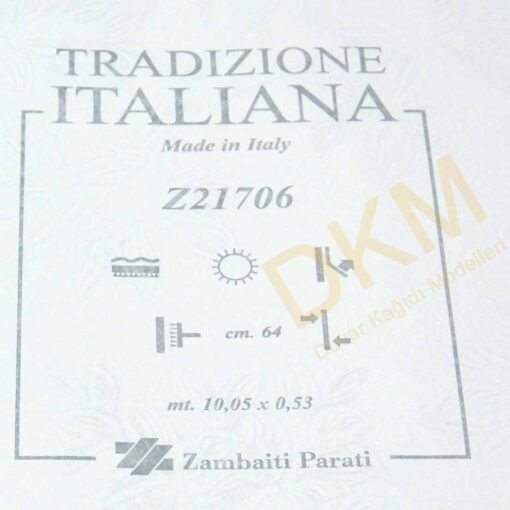 TRADIZIONE
ITALIANA
Made in Italy
Z21706
DKM
Duvar Kağıdı Modelleri
cm. 64
mt. 10,05 x 0,53
Zambaiti Parati